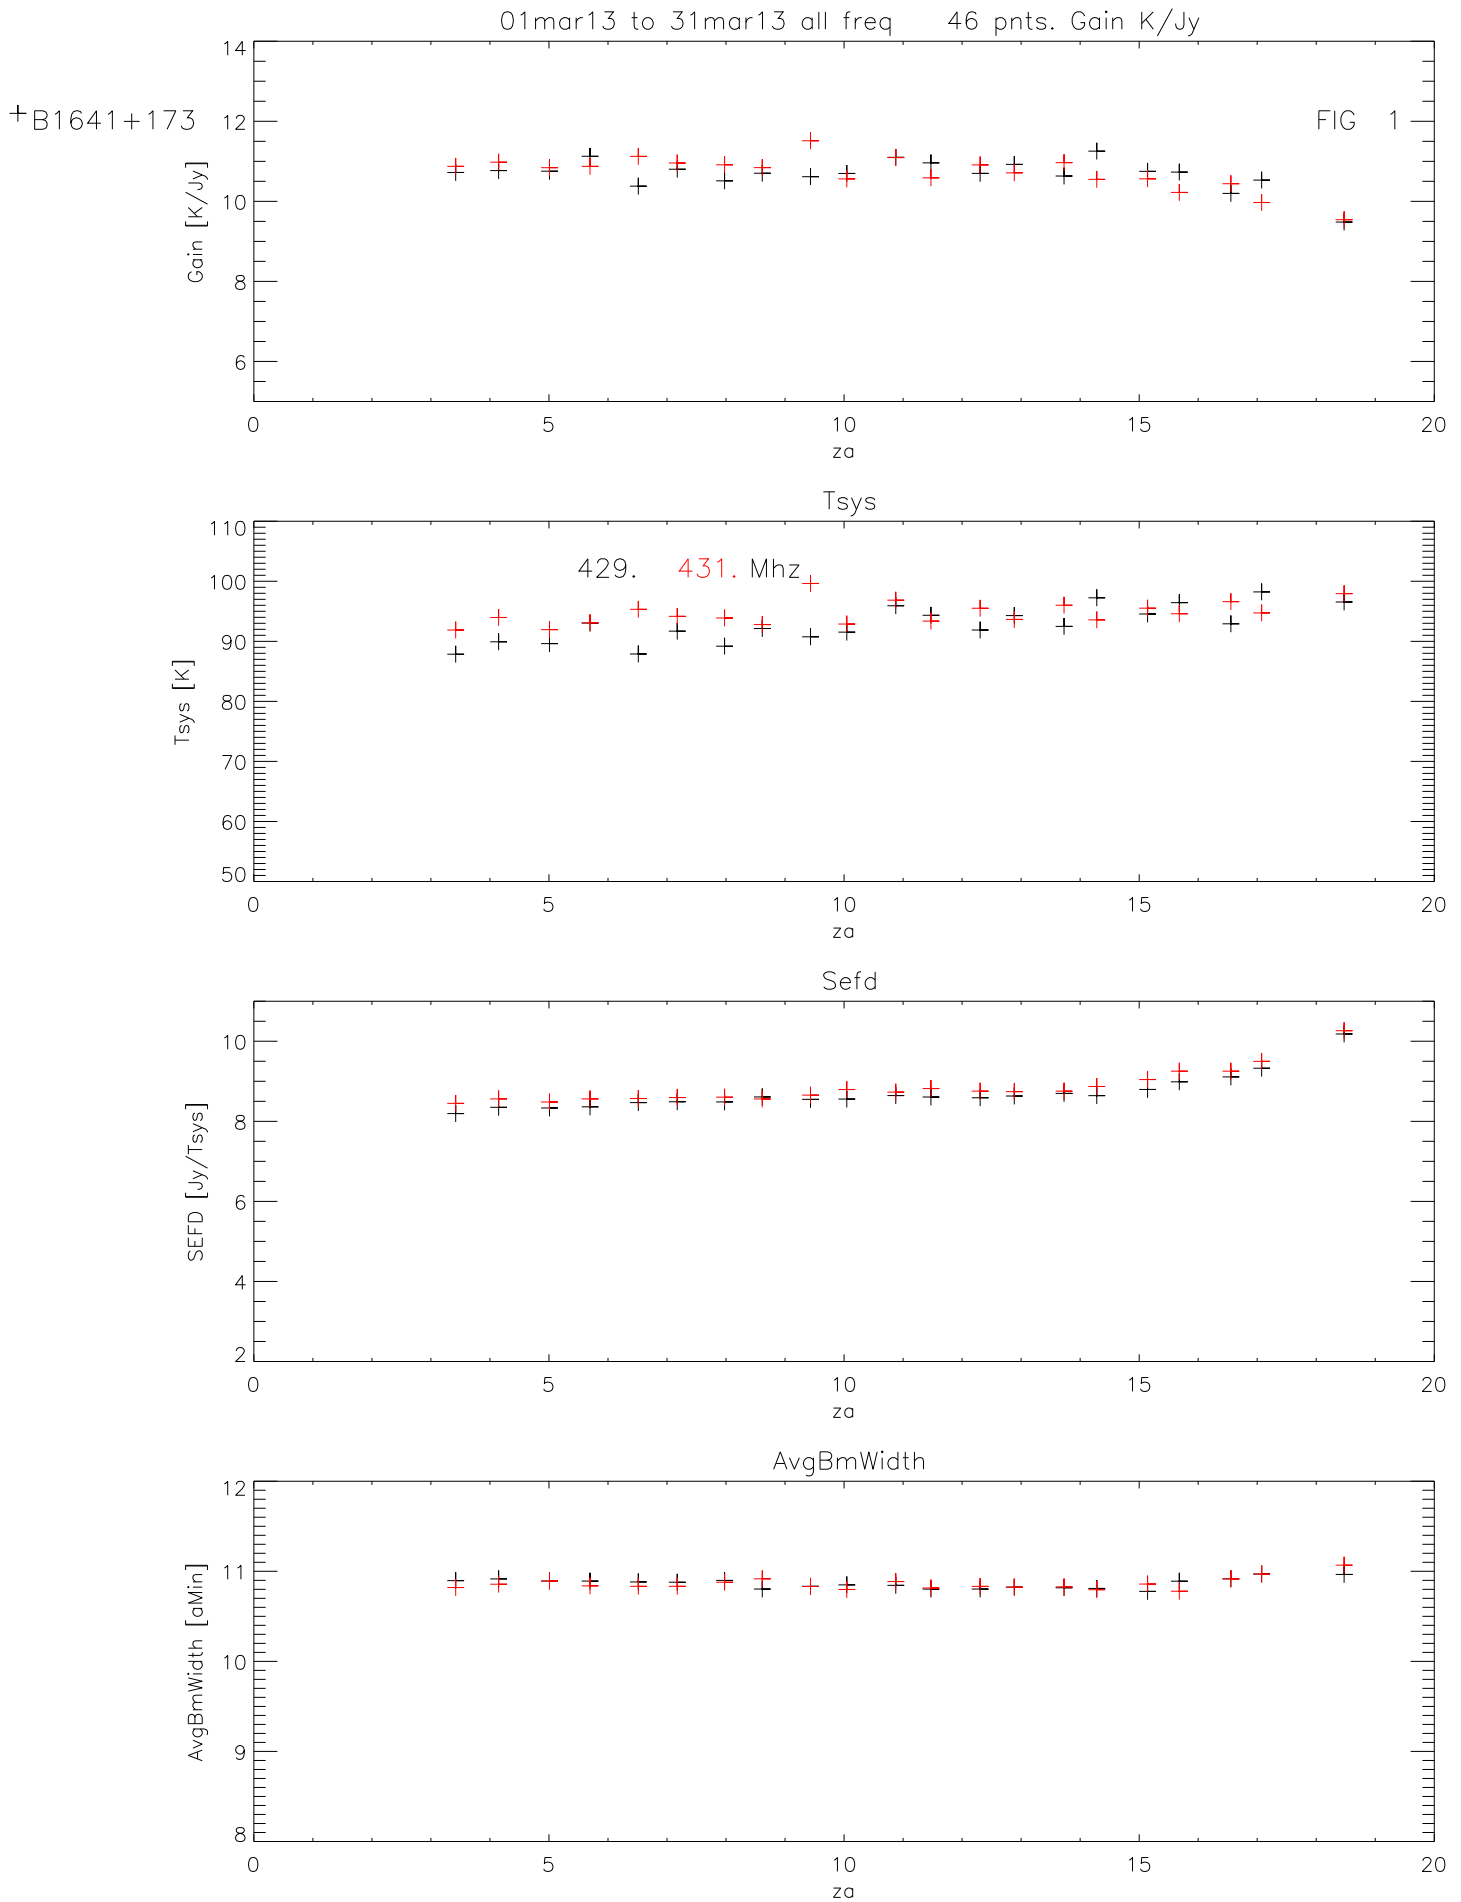 01mar13 to 31mar13 all freq 46 pnts. Gain K/Jy
+B1641+173
FIG 1
Gain [K/Jy]
14
12
10
8
6
0 5 10 15 20
za
Tsys
429. 431. Mhz
Tsys [K]
110
100
90
80
70
60
50
0 5 10 15 20
za
Sefd
SEFD [Jy/Tsys]
10
8
6
4
2
0 5 10 15 20
za
AvgBmWidth
AvgBmWidth [aMin]
12
11
10
9
8
0 5 10 15 20
za